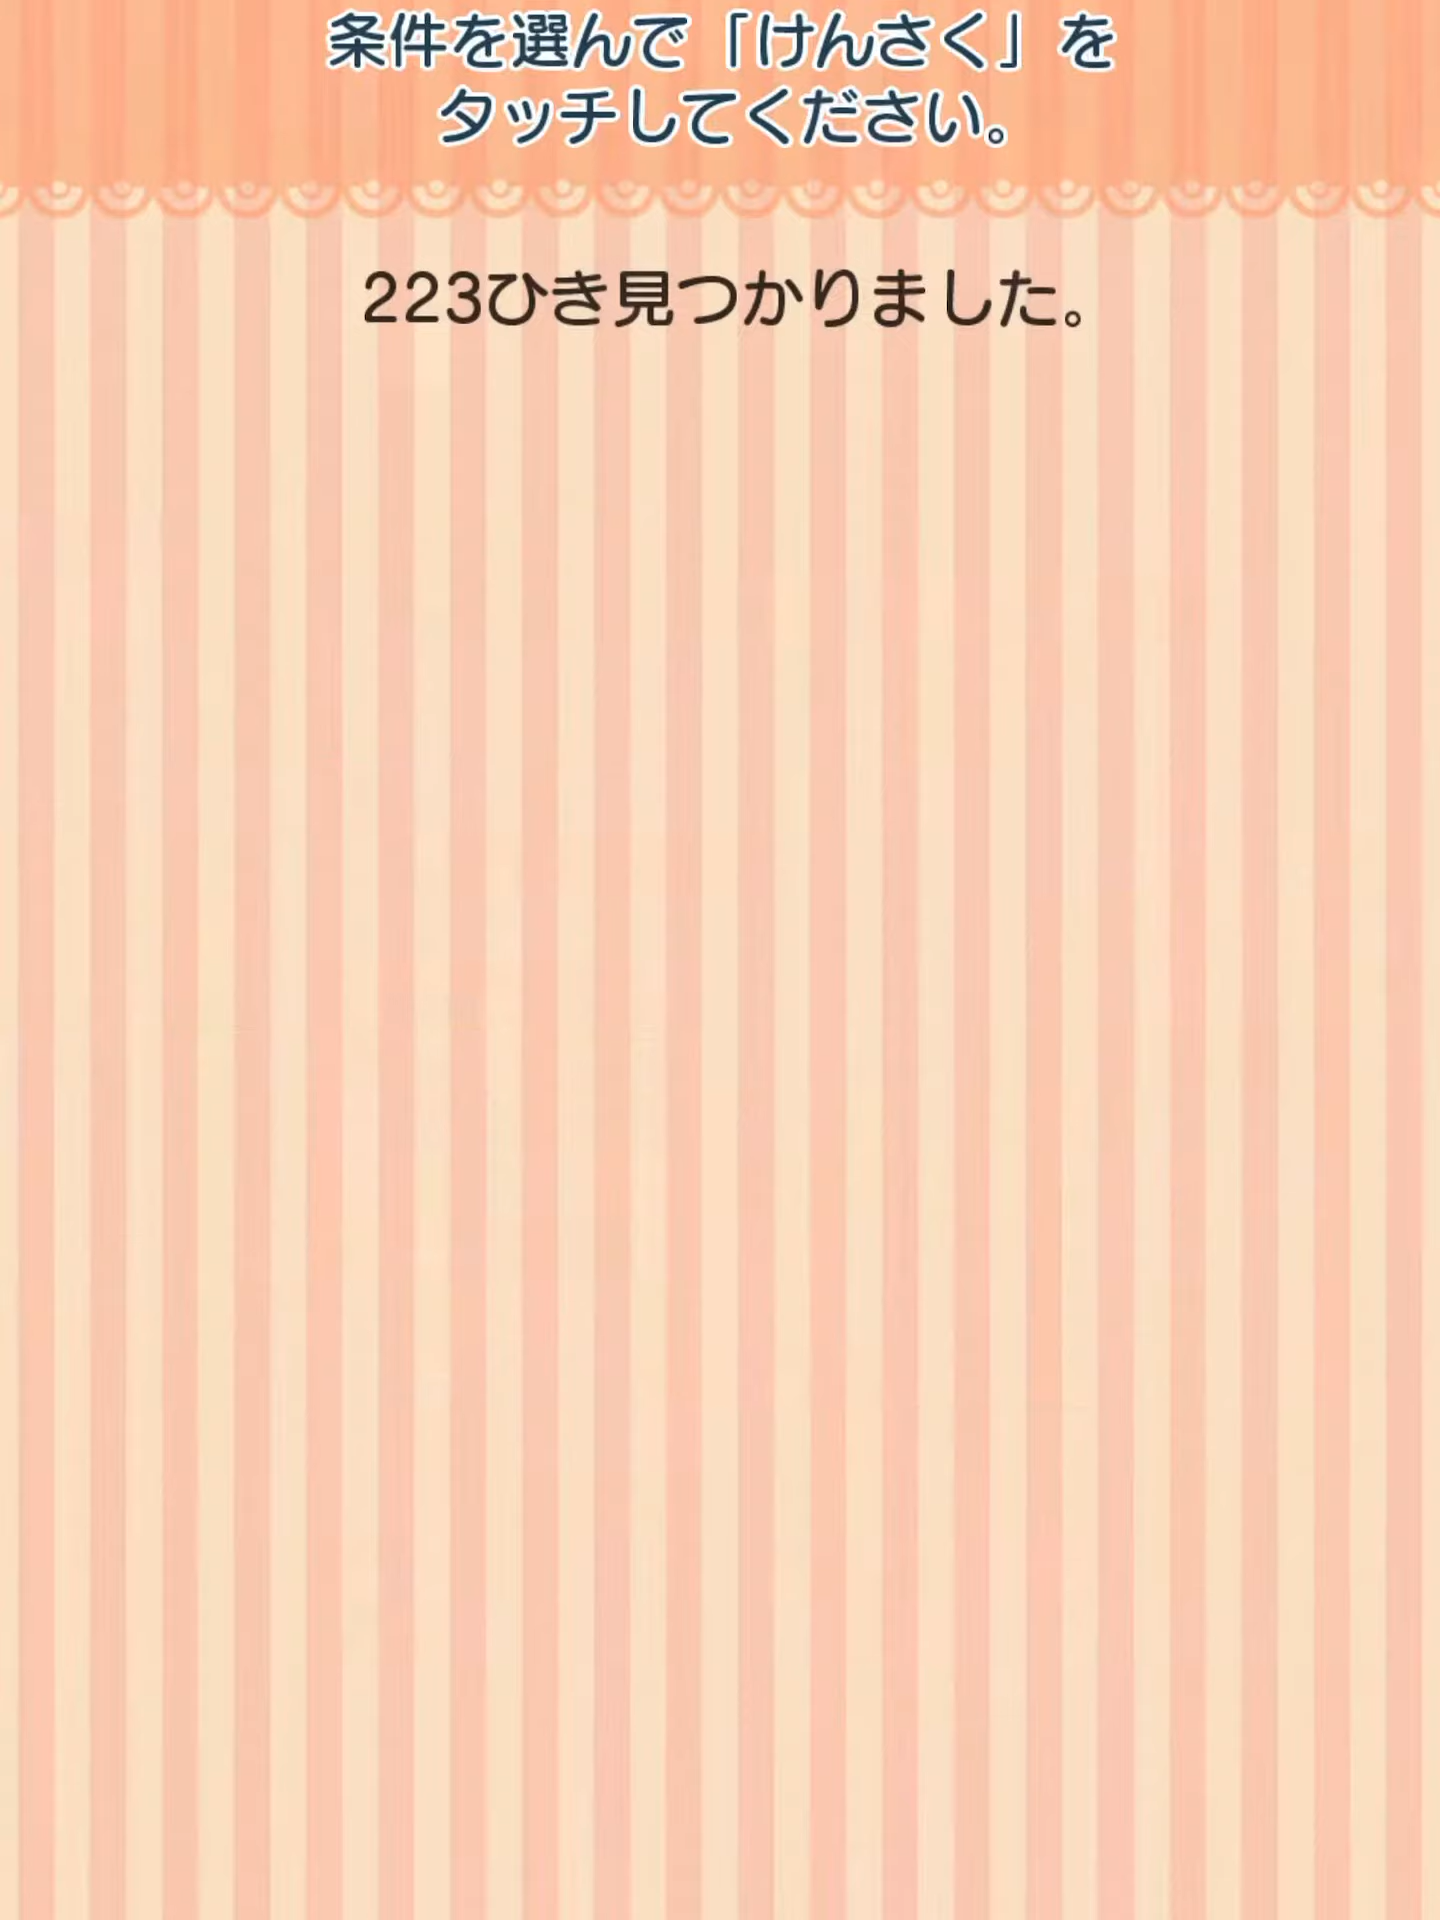 条件を選んで「けんさく」を
タッチしてください。
223ひき見つかりました。